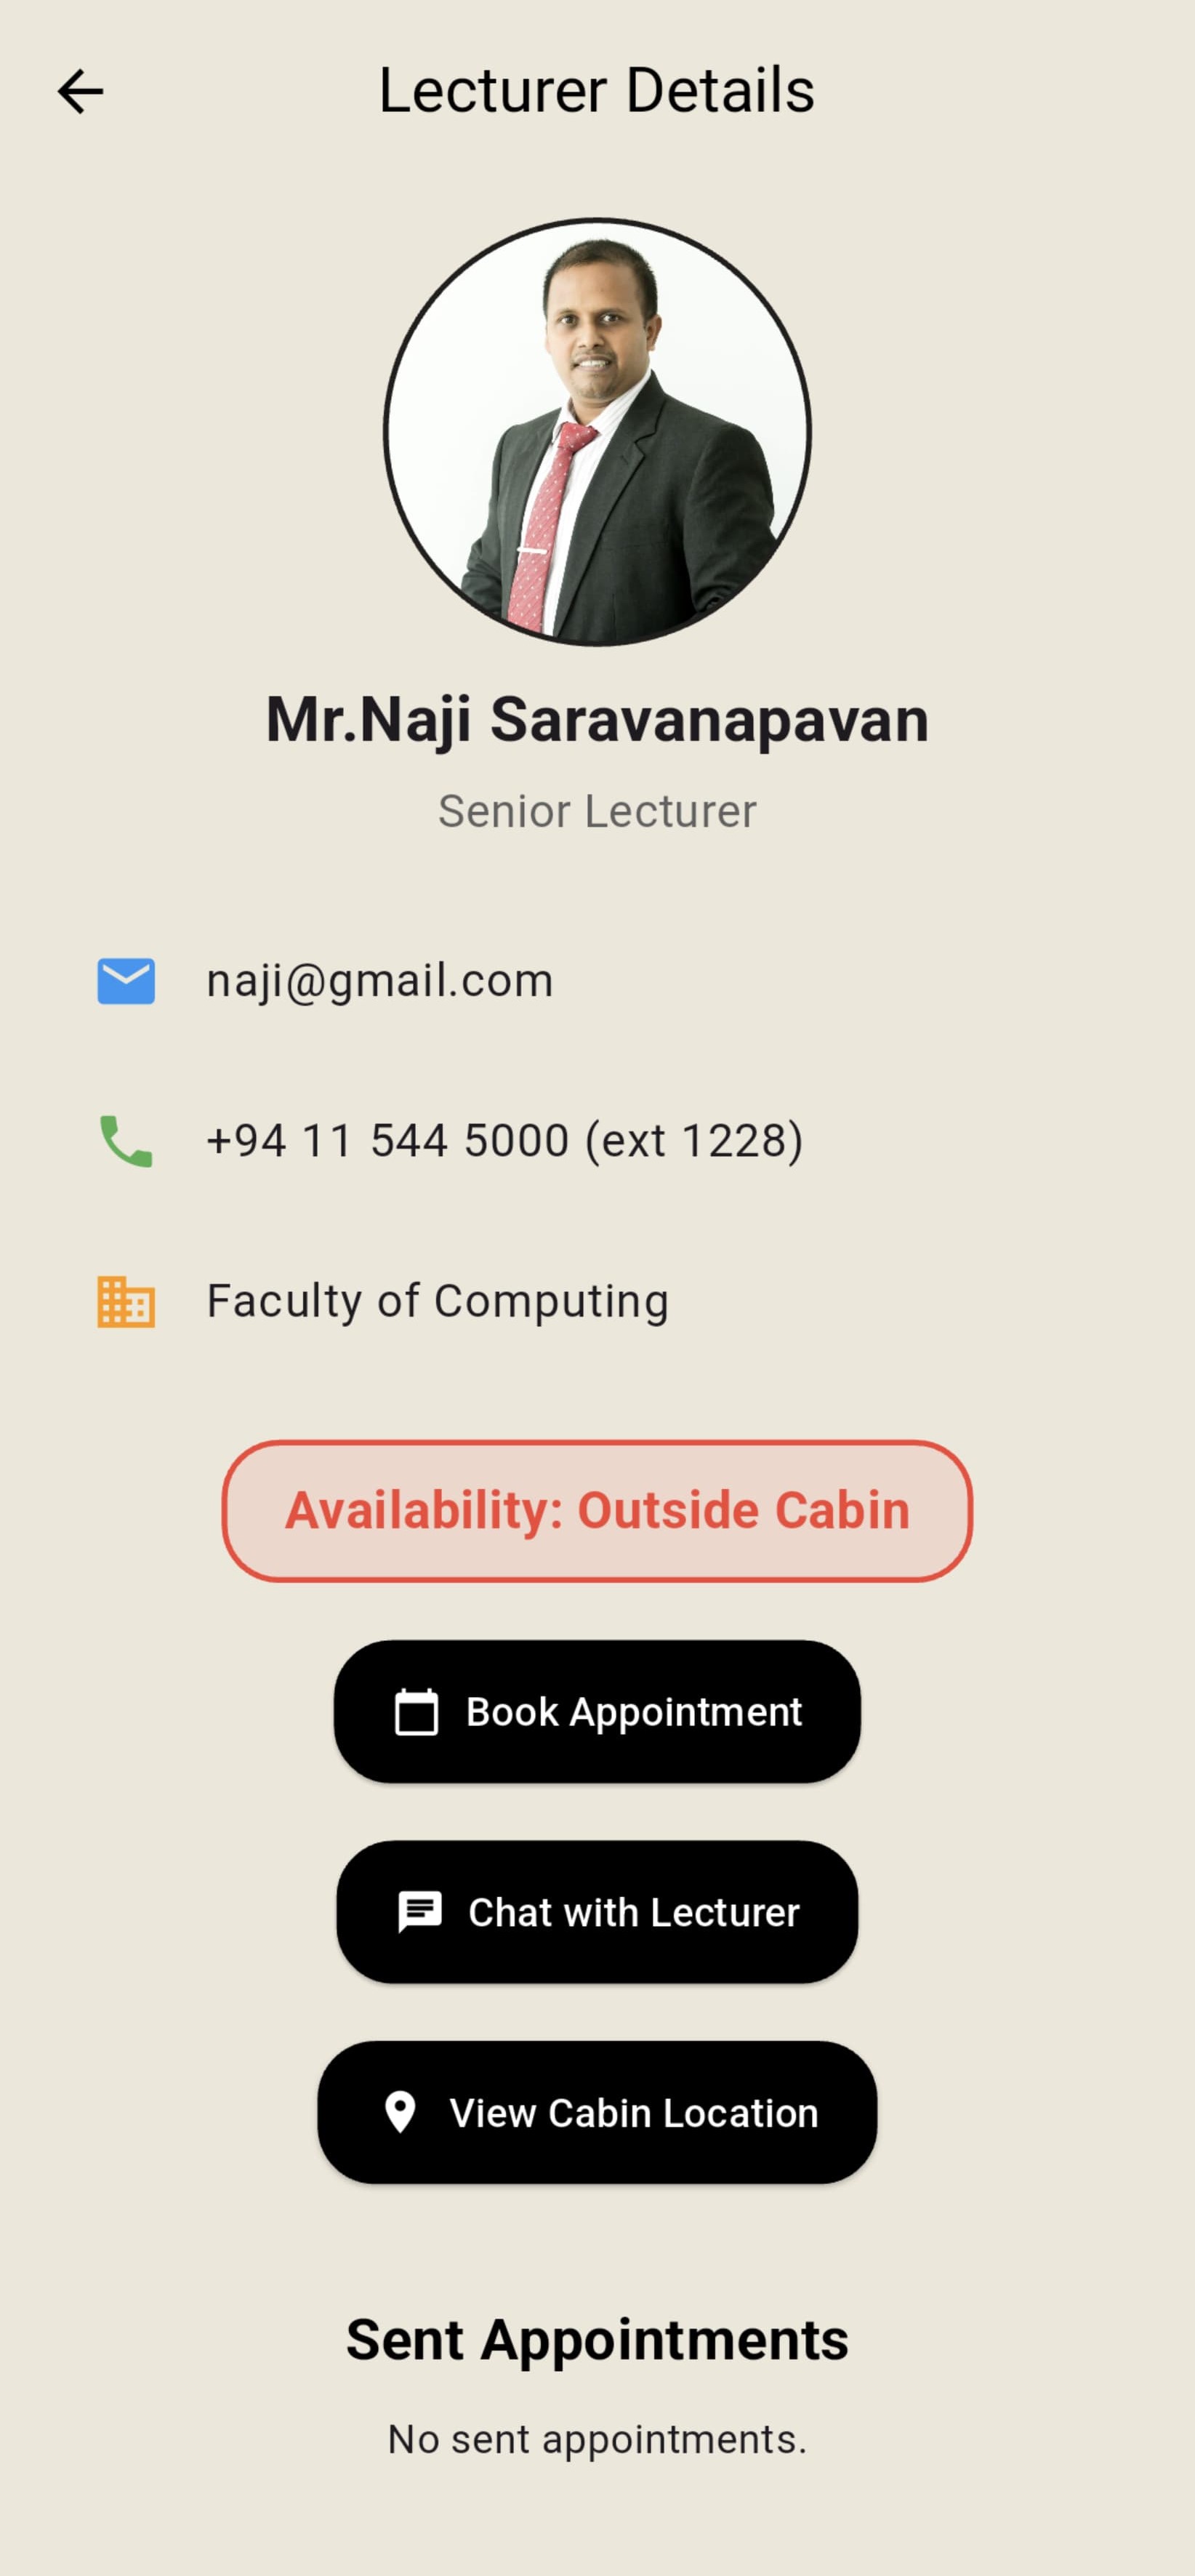 Lecturer Details
Mr.Naji Saravanapavan
Senior Lecturer
naji@gmail.com
+94 11 544 5000 (ext 1228)
Faculty of Computing
Availability: Outside Cabin
Book Appointment
Chat with Lecturer
View Cabin Location
Sent Appointments
No sent appointments.